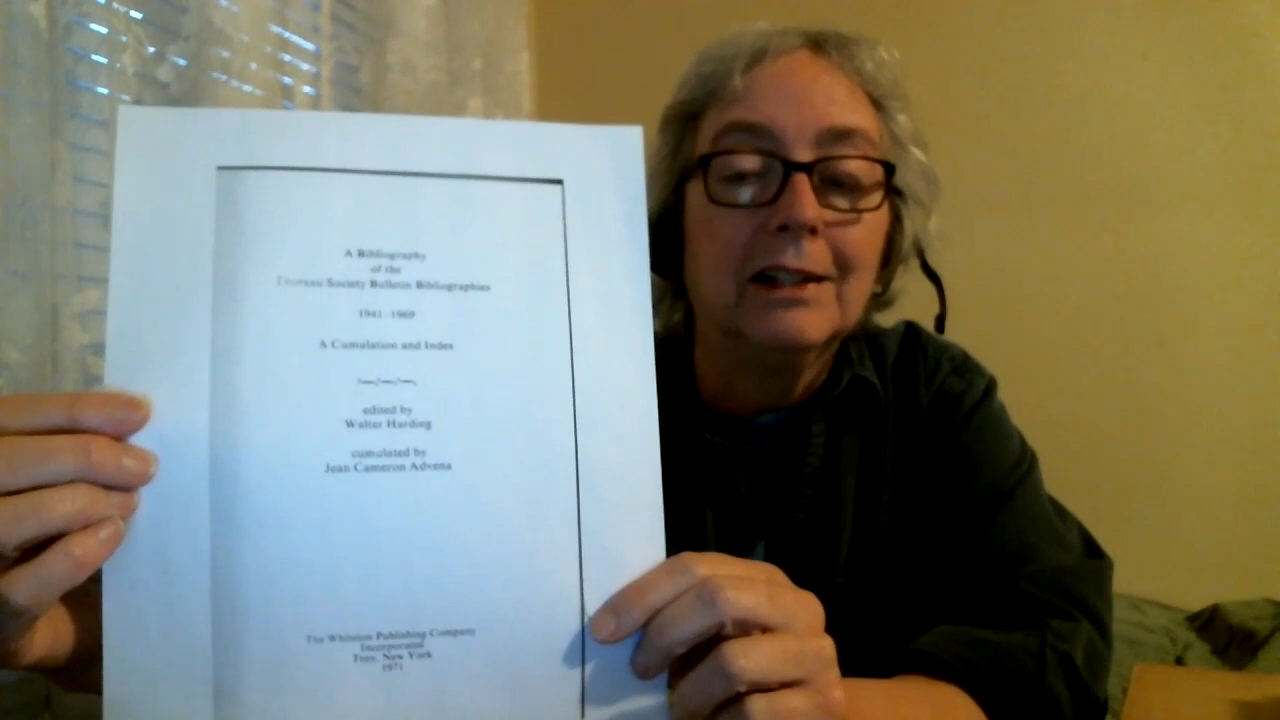 A Bibliography
of the
Thoreau Society Bulletin Bibliographies
1941-1969
A Cumulation and Index
edited by
Walter Harding
cumulated by
Jean Cameron Advena
The Whitston Publishing Company
Incorporated
Troy, New York
1971